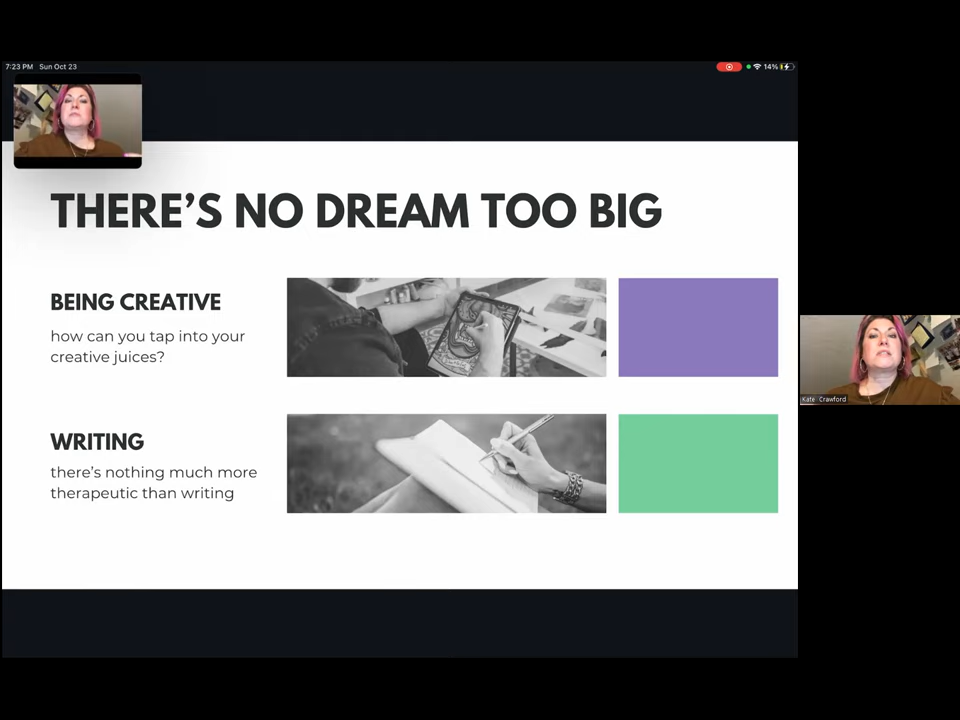 7:23 PM Sun Oct 23
14%
THERE'S NO DREAM TOO BIG
BEING CREATIVE
how can you tap into your
creative juices?
WRITING
there's nothing much more
therapeutic than writing
Kate Crawford